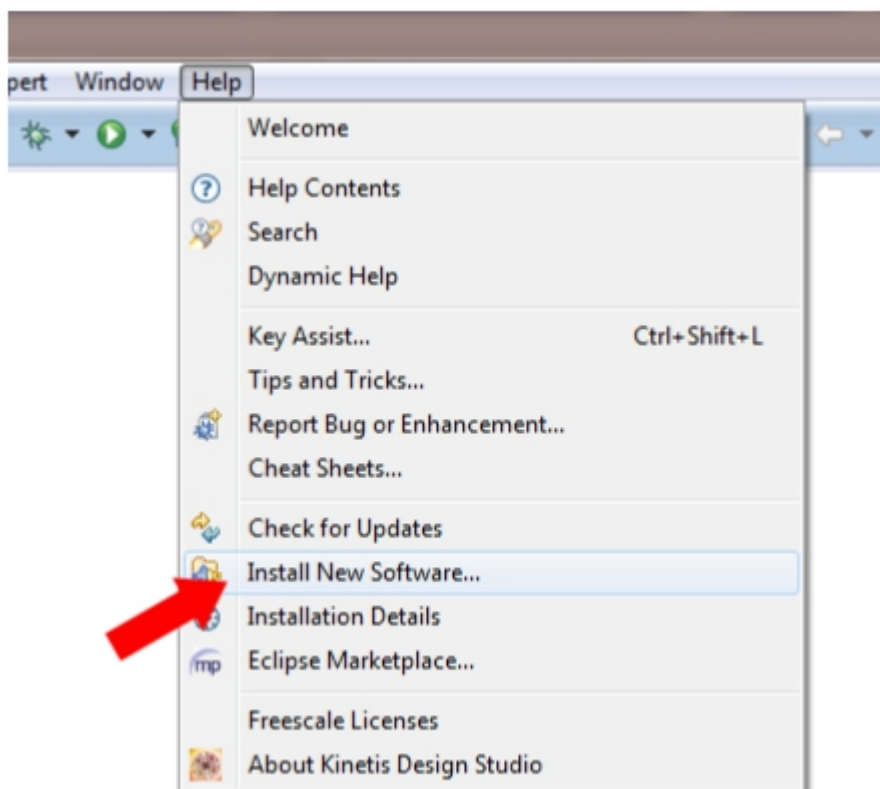 pert Window Help
Welcome
Help Contents
Search
Dynamic Help
Key Assist... Ctrl+Shift+L
Tips and Tricks...
Report Bug or Enhancement...
Cheat Sheets...
Check for Updates
Install New Software...
Installation Details
mp Eclipse Marketplace...
Freescale Licenses
About Kinetis Design Studio